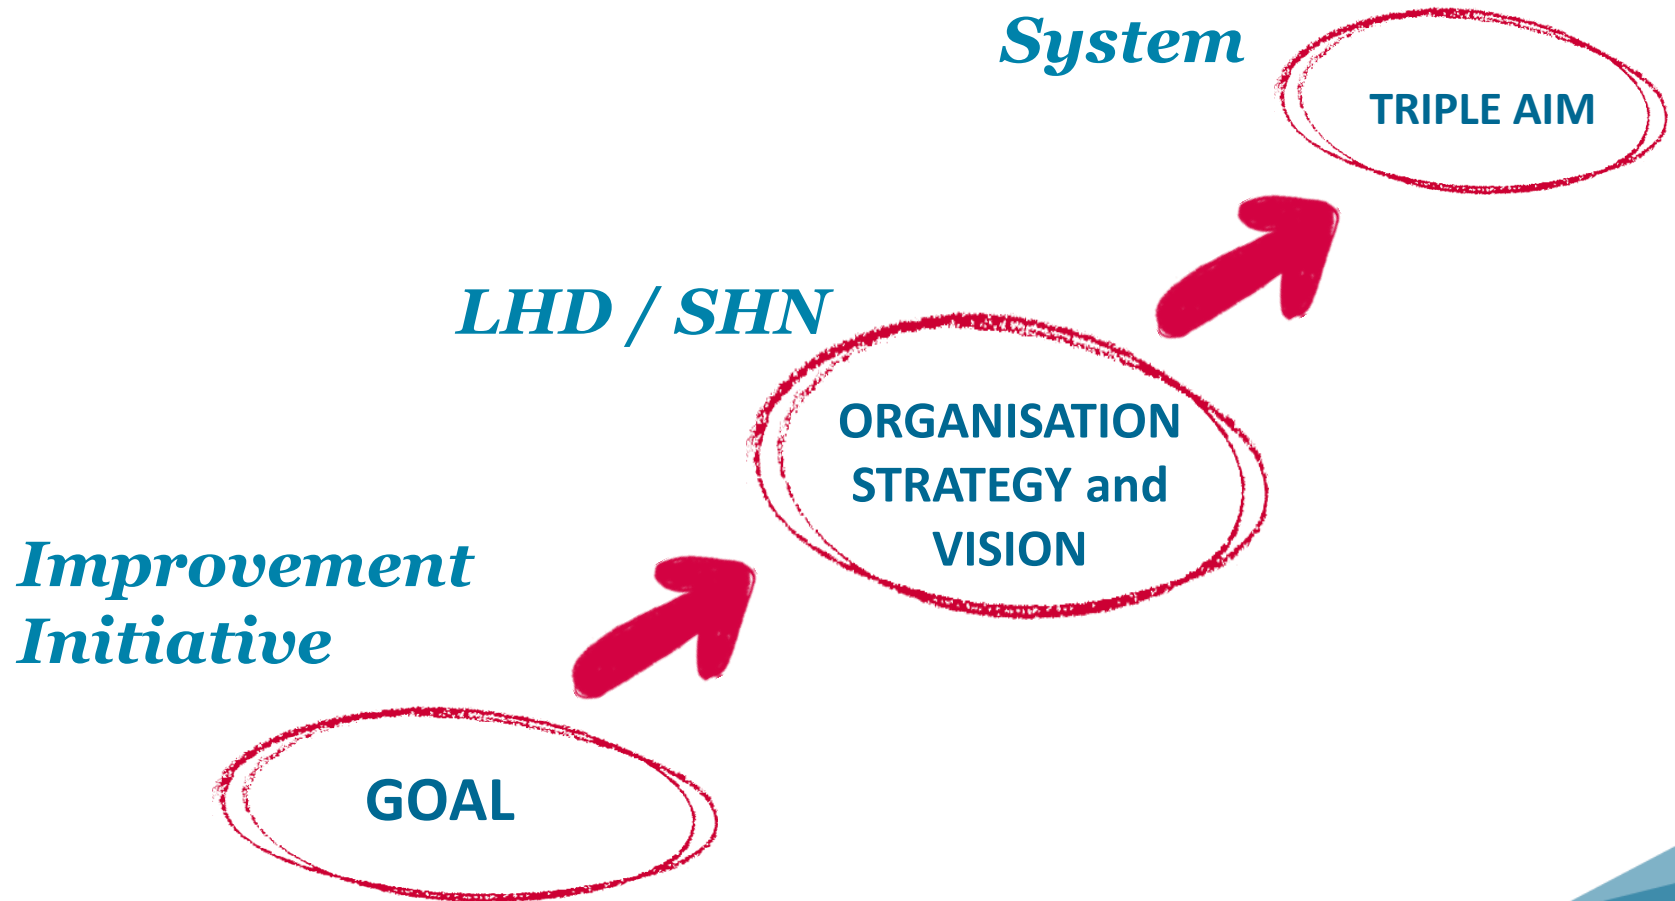 System
TRIPLE AIM
LHD / SHN
ORGANISATION
STRATEGY and
VISION
Improvement
Initiative
GOAL